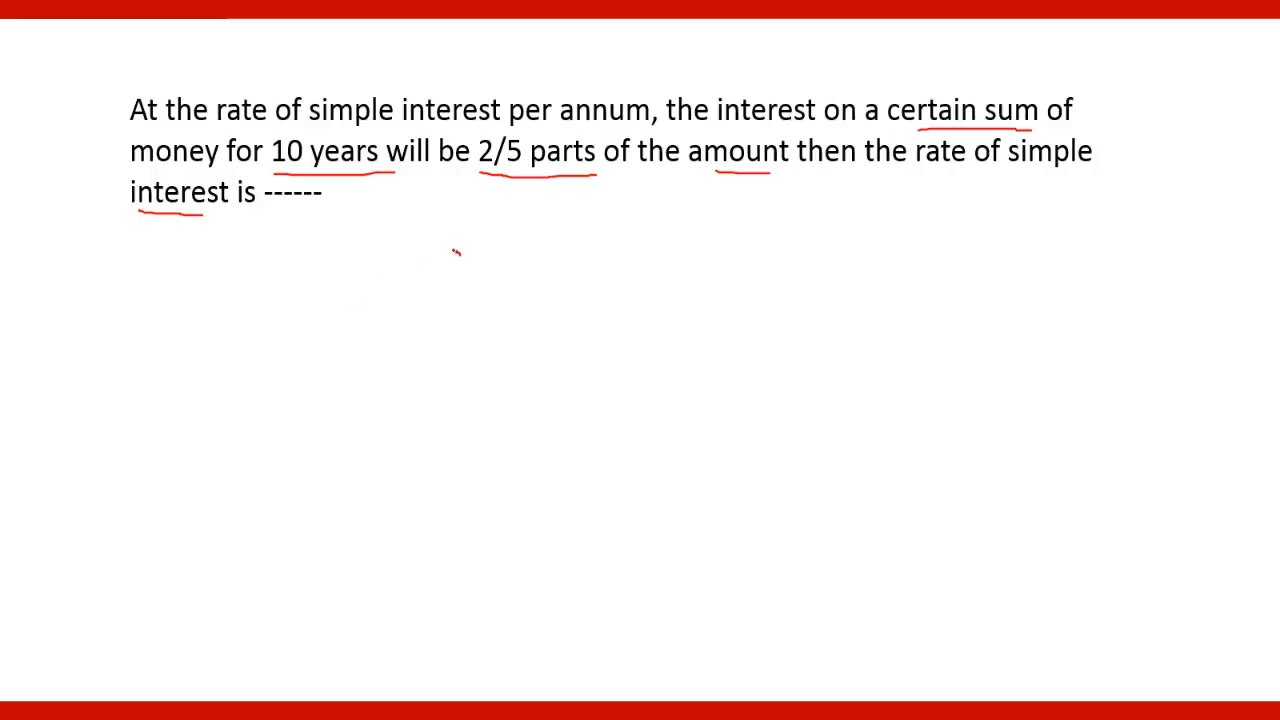 At the rate of simple interest per annum, the interest on a certain sum of
money for 10 years will be 2/5 parts of the amount then the rate of simple
interest is ------